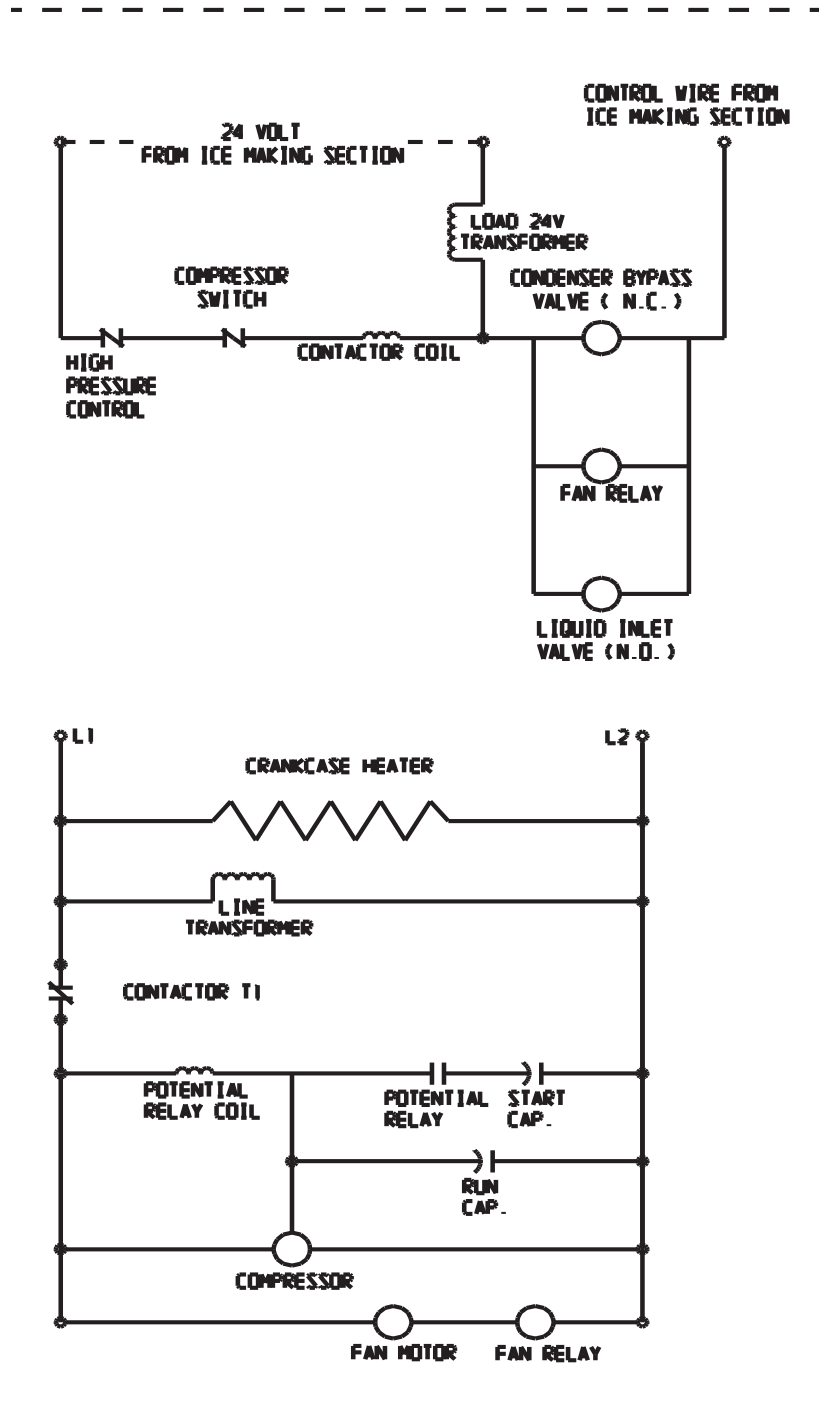 CONTROL WIRE FROM
ICE MAKING SECTION
24 VOLT
FROM ICE MAKING SECTION
LOAD 24V
TRANSFORMER
COMPRESSOR
SWITCH
CONDENSER BYPASS
VALVE ( N.C. )
CONTACTOR COIL
HIGH
PRESSURE
CONTROL
FAN RELAY
LIQUID INLET
VALVE (N.O. )
L1
L2
CRANKCASE HEATER
LINE
TRANSFORMER
CONTACTOR T1
POTENTIAL
RELAY COIL
POTENTIAL
RELAY
START
CAP.
RUN
CAP.
COMPRESSOR
FAN MOTOR
FAN RELAY